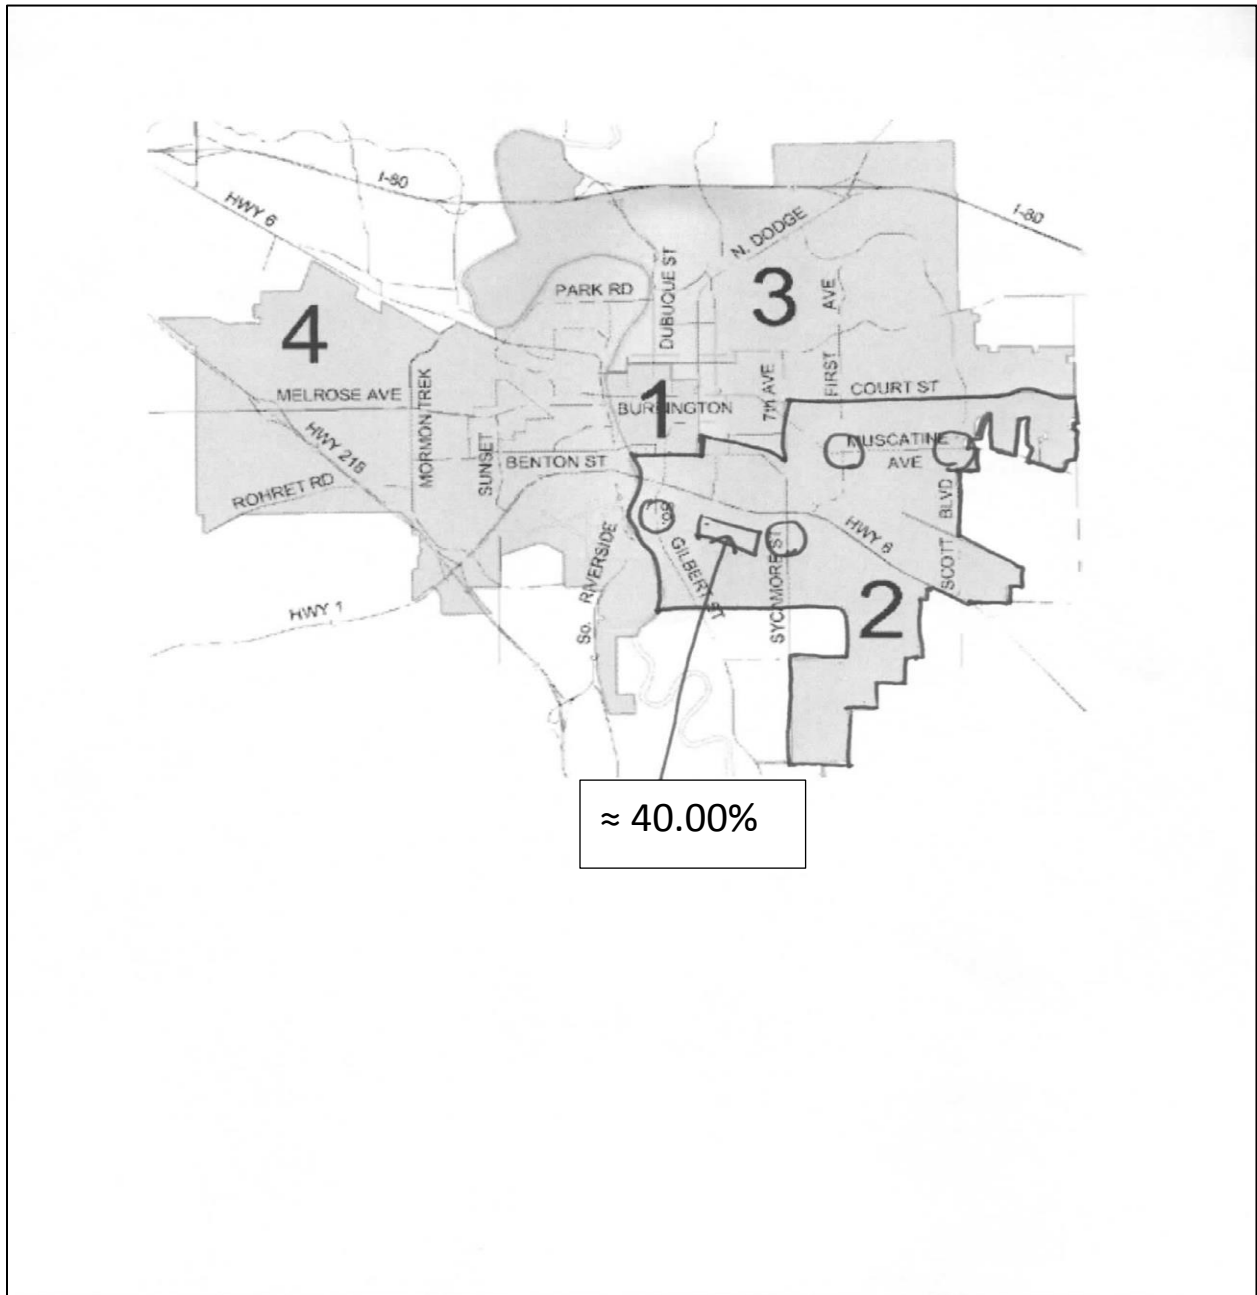 I-80
HWY 6
I-80
N. DODGE
DUBUQUE ST
PARK RD
3
4
FIRST AVE
7th AVE
COURT ST
MELROSE AVE
MORMON TREK
BURLINGTON
1
HWY 218
SUNSET
BENTON ST
MUSCATINE
AVE
ROHRET RD
SCOTT BLVD
HWY 6
GILBERT ST
SYCAMORE ST
So. RIVERSIDE
HWY 1
2
≈ 40.00%